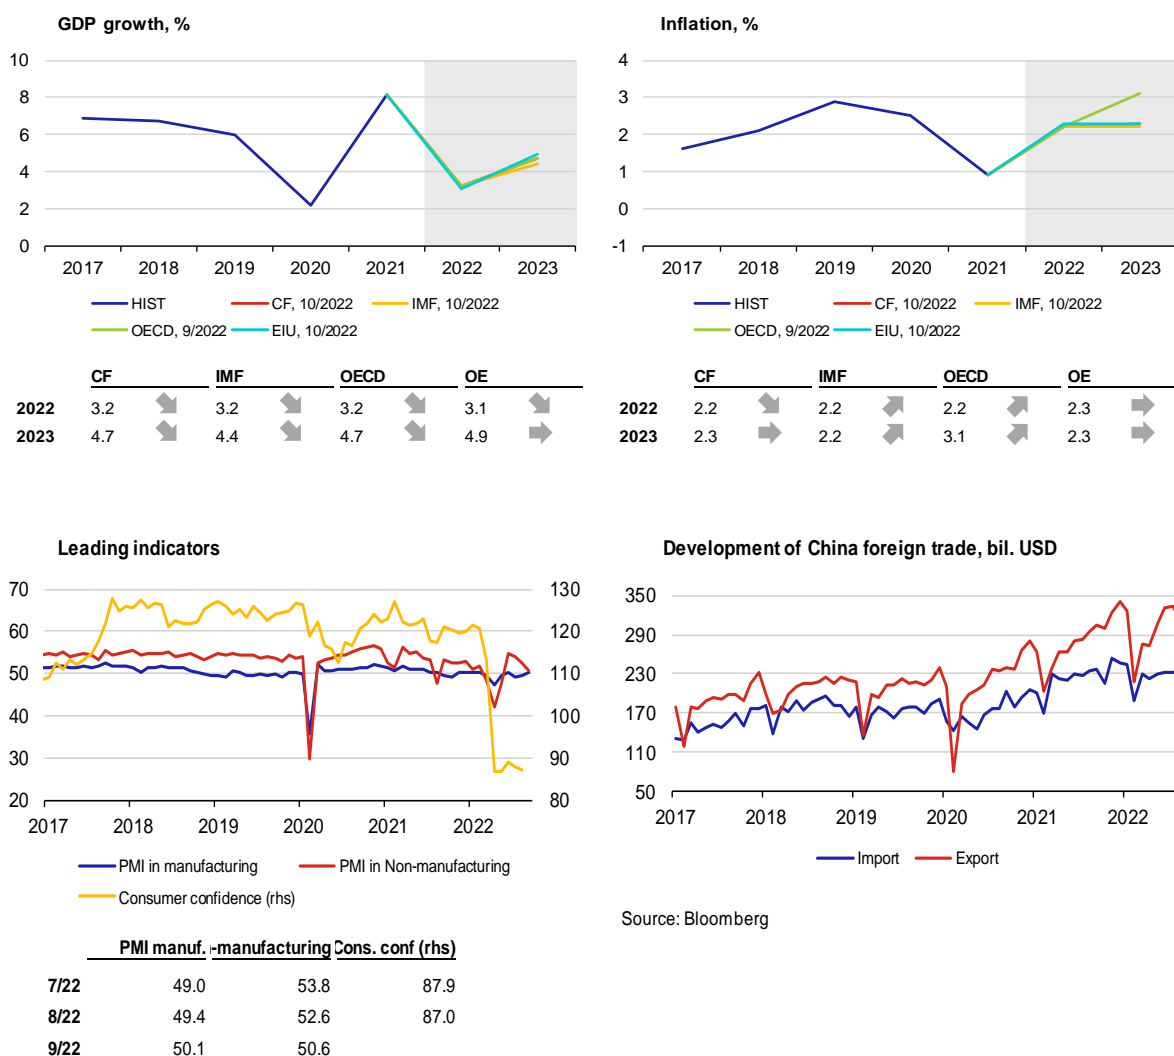 GDP growth, %
10
8
6
4
2
0
2017 2018 2019 2020 2021 2022 2023
HIST CF, 10/2022 IMF, 10/2022
OECD, 9/2022 EIU, 10/2022
CF IMF OECD OE
2022 3.2 3.2 3.2 3.1
2023 4.7 4.4 4.7 4.9
Inflation, %
4
3
2
1
0
-1
2017 2018 2019 2020 2021 2022 2023
HIST CF, 10/2022 IMF, 10/2022
OECD, 9/2022 EIU, 10/2022
CF IMF OECD OE
2022 2.2 2.2 2.2 2.3
2023 2.3 2.2 3.1 2.3
Leading indicators
70 130
60 120
50 110
40 100
30 90
20 80
2017 2018 2019 2020 2021 2022
PMI in manufacturing PMI in Non-manufacturing
Consumer confidence (rhs)
PMI manuf. -manufacturing Cons. conf (rhs)
7/22 49.0 53.8 87.9
8/22 49.4 52.6 87.0
9/22 50.1 50.6
Development of China foreign trade, bil. USD
350
290
230
170
110
50
2017 2018 2019 2020 2021 2022
Import Export
Source: Bloomberg